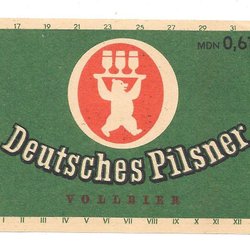 17 19 21 23 25 27 29 31
MDN 0,67
Deutsches Pilsner
VOLLBIER
I II III IV V VI VII VIII IX X XI XII